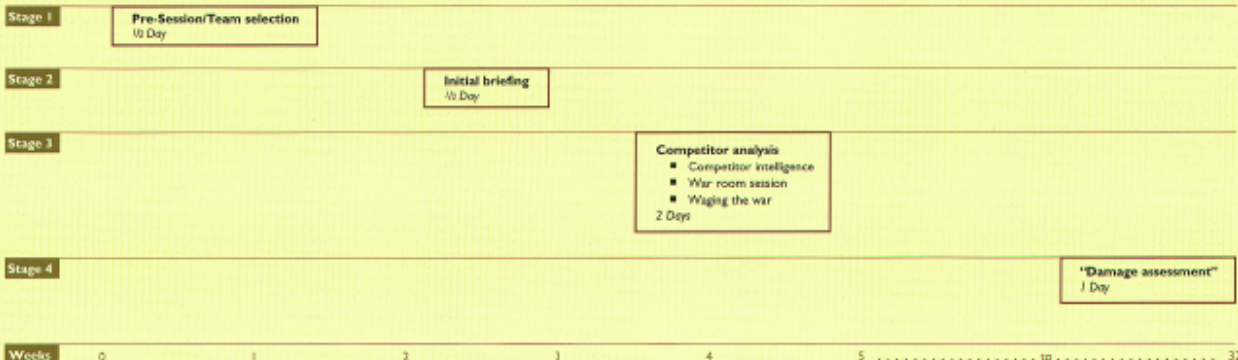 Stage 1
Pre-Session/Team selection
½ Day
Stage 2
Initial briefing
½ Day
Stage 3
Competitor analysis
■ Competitor intelligence
■ War room session
■ Waging the war
2 Days
Stage 4
“Damage assessment”
1 Day
Weeks 0 1 2 3 4 5 10